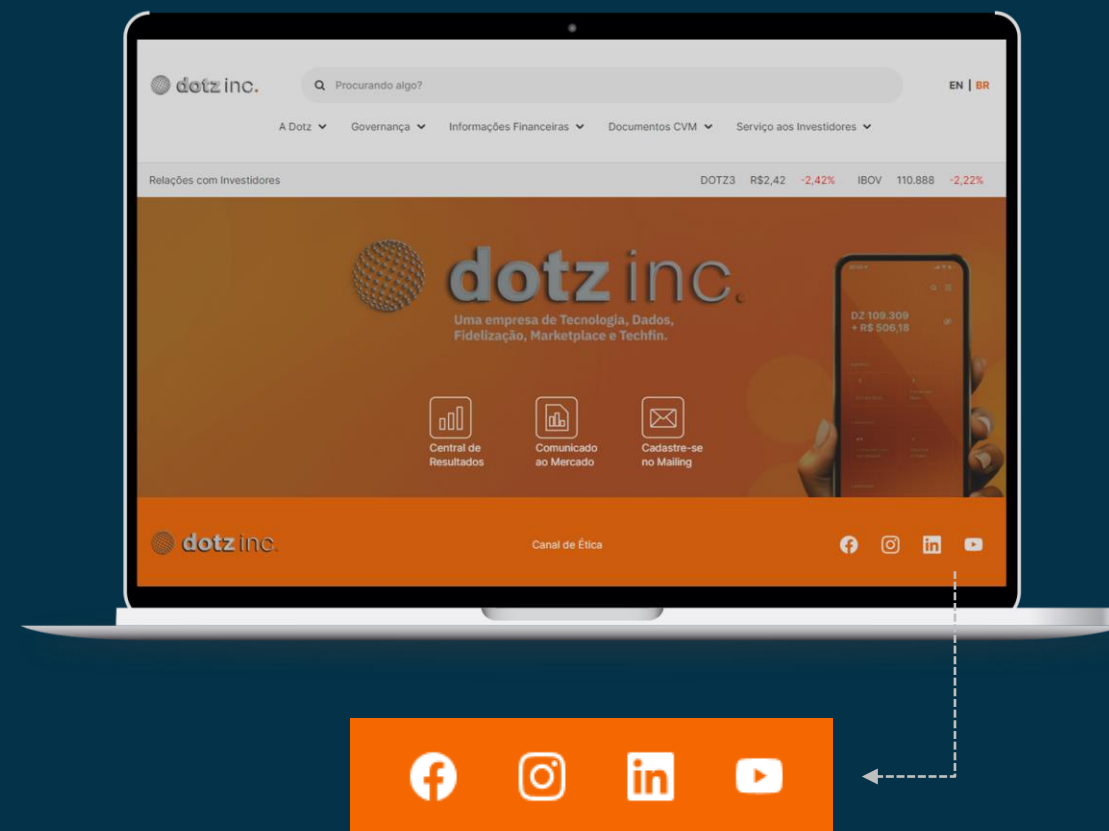 dotz inc.
Procurando algo?
EN | BR
A Dotz
Governança
Informações Financeiras
Documentos CVM
Serviço aos Investidores
Relações com Investidores
DOTZ3 R$2,42 -2,42% IBOV 110.888 -2,22%
dotz inc.
Uma empresa de Tecnologia, Dados,
Fidelização, Marketplace e Techfin.
DZ 109.309
+ R$ 506,18
Central de
Resultados
Comunicado
ao Mercado
Cadastre-se
no Mailing
dotz inc.
Canal de Ética
in
in